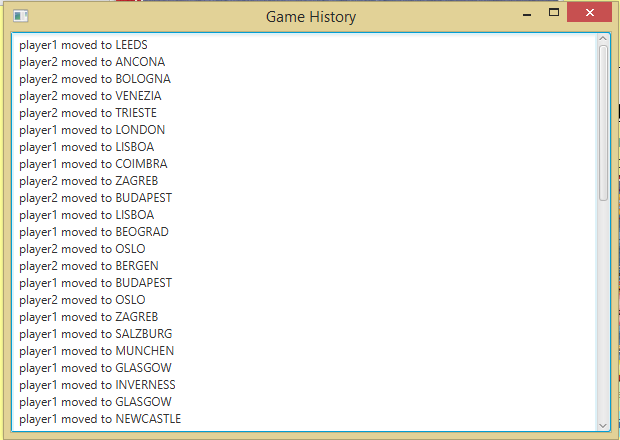 Game History
player1 moved to LEEDS
player2 moved to ANCONA
player2 moved to BOLOGNA
player2 moved to VENEZIA
player2 moved to TRIESTE
player1 moved to LONDON
player1 moved to LISBOA
player1 moved to COIMBRA
player2 moved to ZAGREB
player2 moved to BUDAPEST
player1 moved to LISBOA
player1 moved to BEOGRAD
player2 moved to OSLO
player2 moved to BERGEN
player1 moved to BUDAPEST
player2 moved to OSLO
player1 moved to ZAGREB
player1 moved to SALZBURG
player1 moved to MUNCHEN
player1 moved to GLASGOW
player1 moved to INVERNESS
player1 moved to GLASGOW
player1 moved to NEWCASTLE